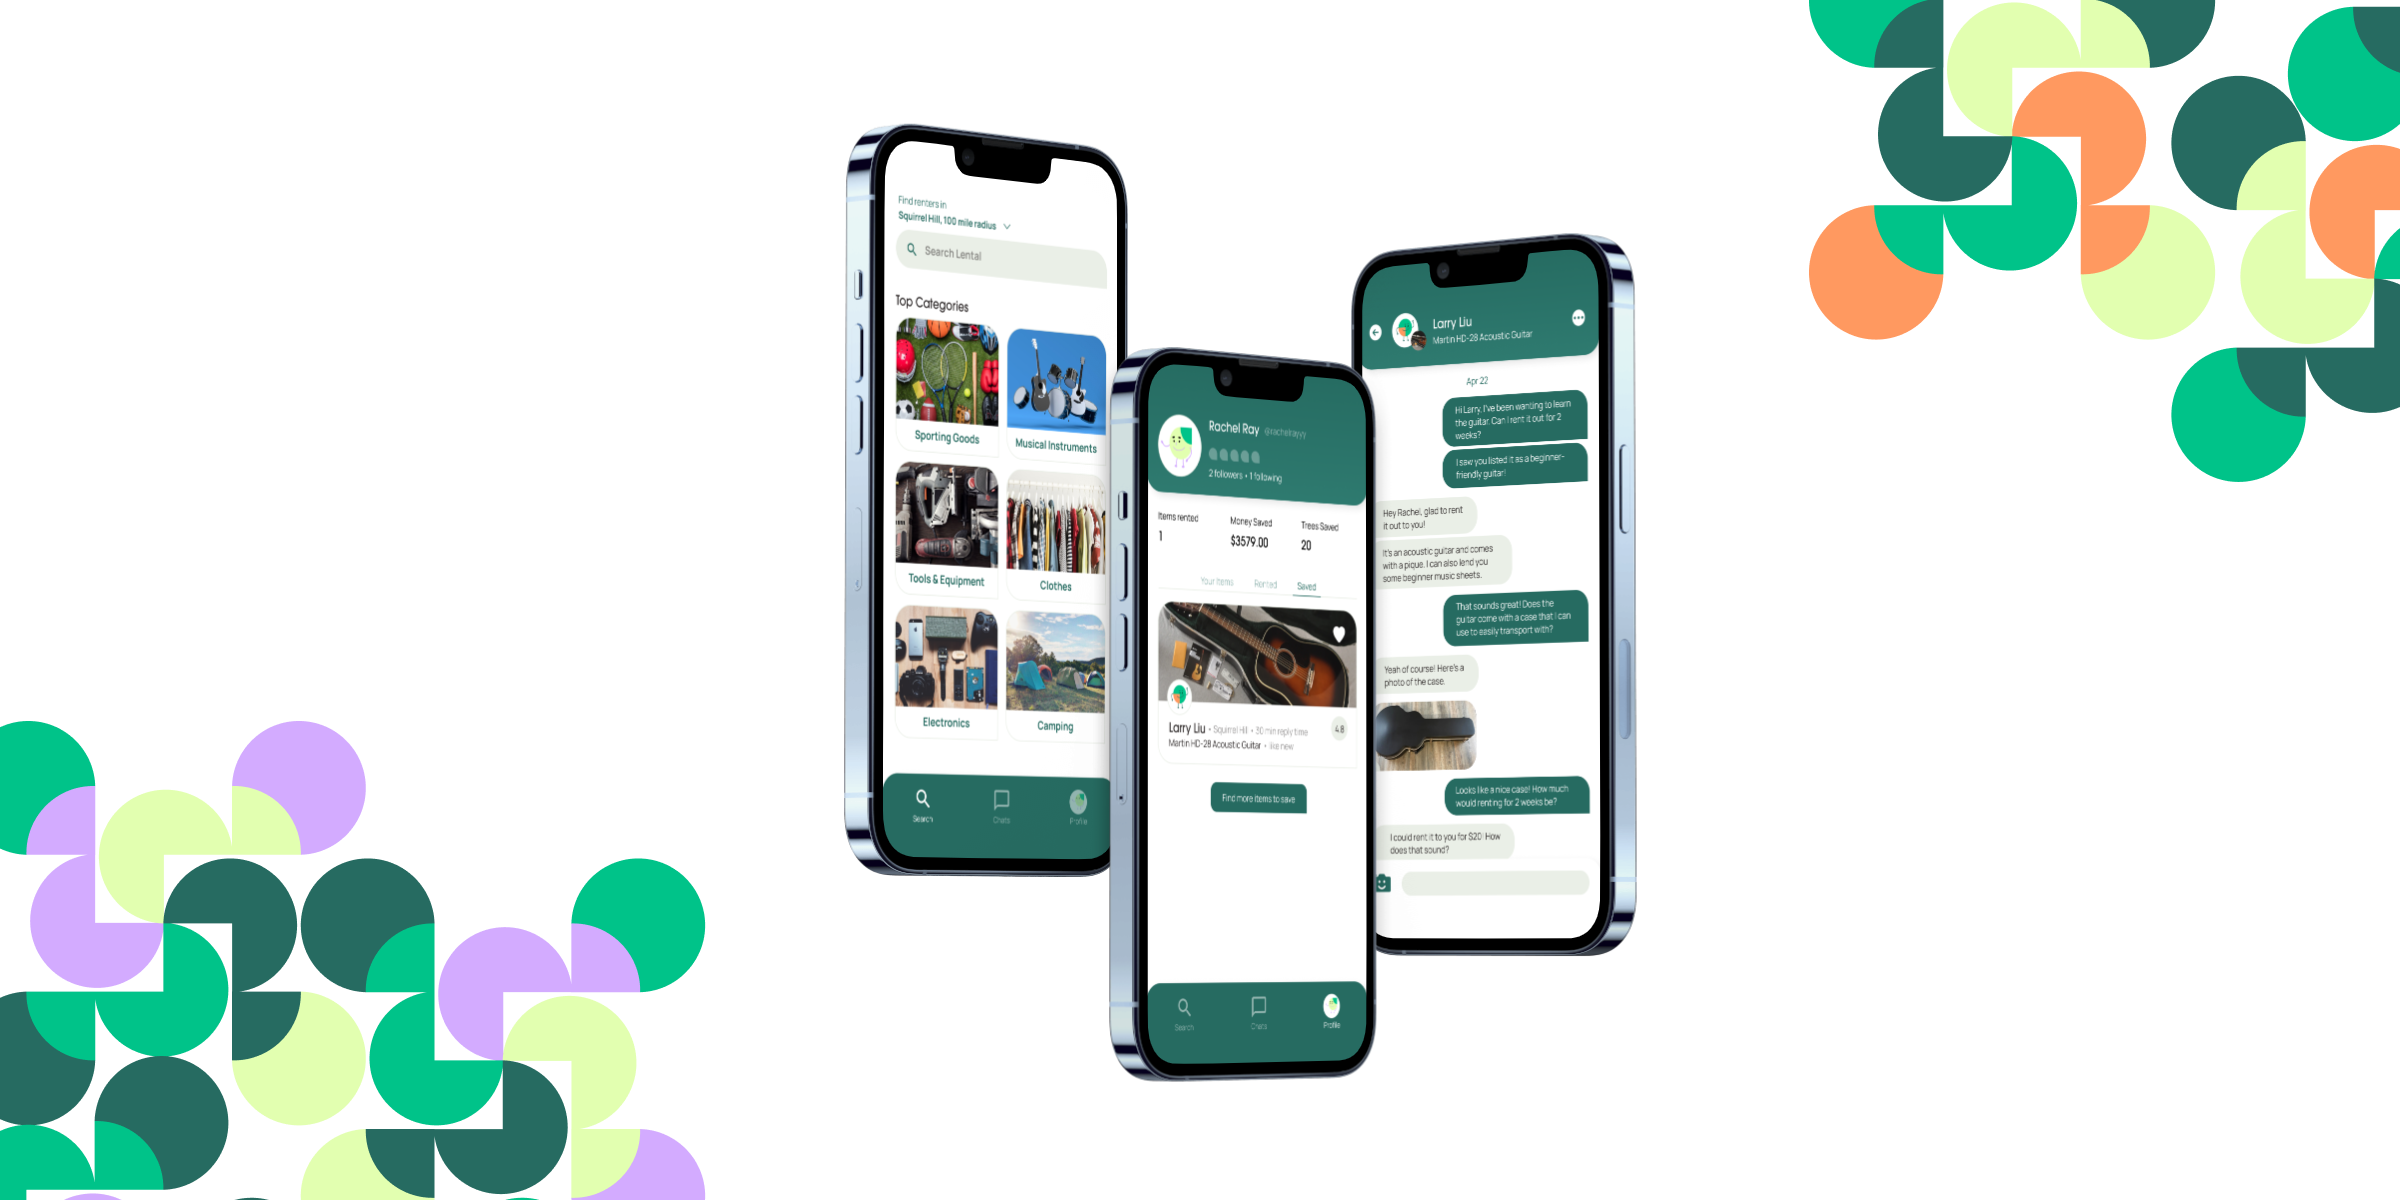 Find renters in
Squirrel Hill, 100 mile radius
Search Lental
Top Categories
Sporting Goods
Musical Instruments
Tools & Equipment
Clothes
Electronics
Camping
Search
Chats
Profile
Rachel Ray @rachelrayyy
2 followers • 1 following
Items rented
1
Money Saved
$3579.00
Trees Saved
20
Your Items
Rented
Saved
Larry Liu • Squirrel Hill • 30 min reply time
4.8
Martin HD-28 Acoustic Guitar • like new
Find more items to save
Search
Chats
Profile
Larry Liu
Martin HD-28 Acoustic Guitar
Apr 22
Hi Larry, I've been wanting to learn
the guitar. Can I rent it out for 2
weeks?
I saw you listed it as a beginner-
friendly guitar!
Hey Rachel, glad to rent
it out to you!
It's an acoustic guitar and comes
with a pique. I can also lend you
some beginner music sheets.
That sounds great! Does the
guitar come with a case that I can
use to easily transport with?
Yeah of course! Here's a
photo of the case.
Looks like a nice case! How much
would renting for 2 weeks be?
I could rent it to you for $20! How
does that sound?